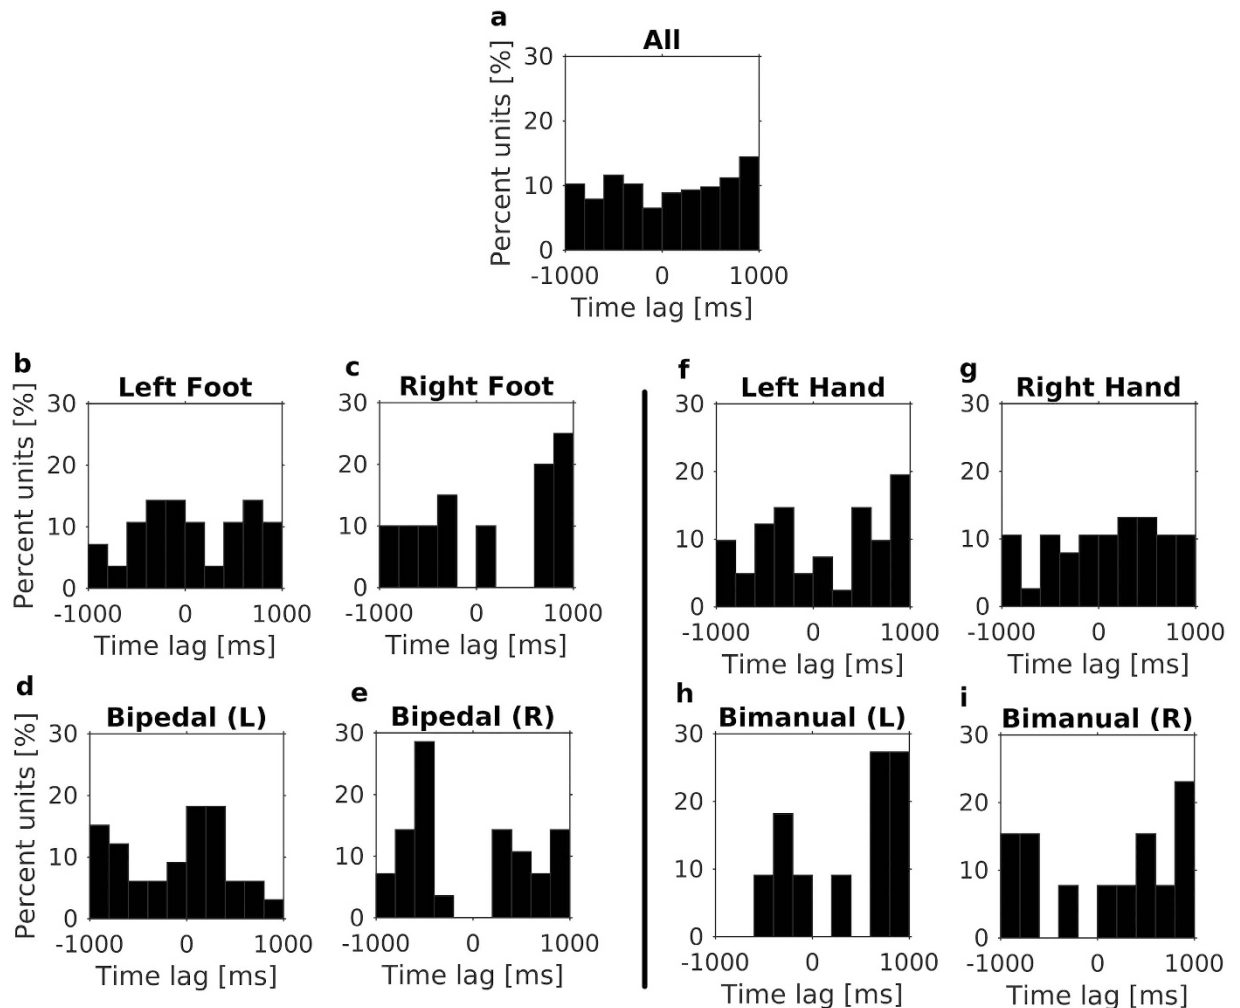 a
All
Percent units [%]
30
20
10
0
-1000 0 1000
Time lag [ms]
b
Left Foot
Percent units [%]
30
20
10
0
-1000 0 1000
Time lag [ms]
c
Right Foot
30
20
10
0
-1000 0 1000
Time lag [ms]
f
Left Hand
30
20
10
0
-1000 0 1000
Time lag [ms]
g
Right Hand
30
20
10
0
-1000 0 1000
Time lag [ms]
d
Bipedal (L)
Percent units [%]
30
20
10
0
-1000 0 1000
Time lag [ms]
e
Bipedal (R)
30
20
10
0
-1000 0 1000
Time lag [ms]
h
Bimanual (L)
30
20
10
0
-1000 0 1000
Time lag [ms]
i
Bimanual (R)
30
20
10
0
-1000 0 1000
Time lag [ms]